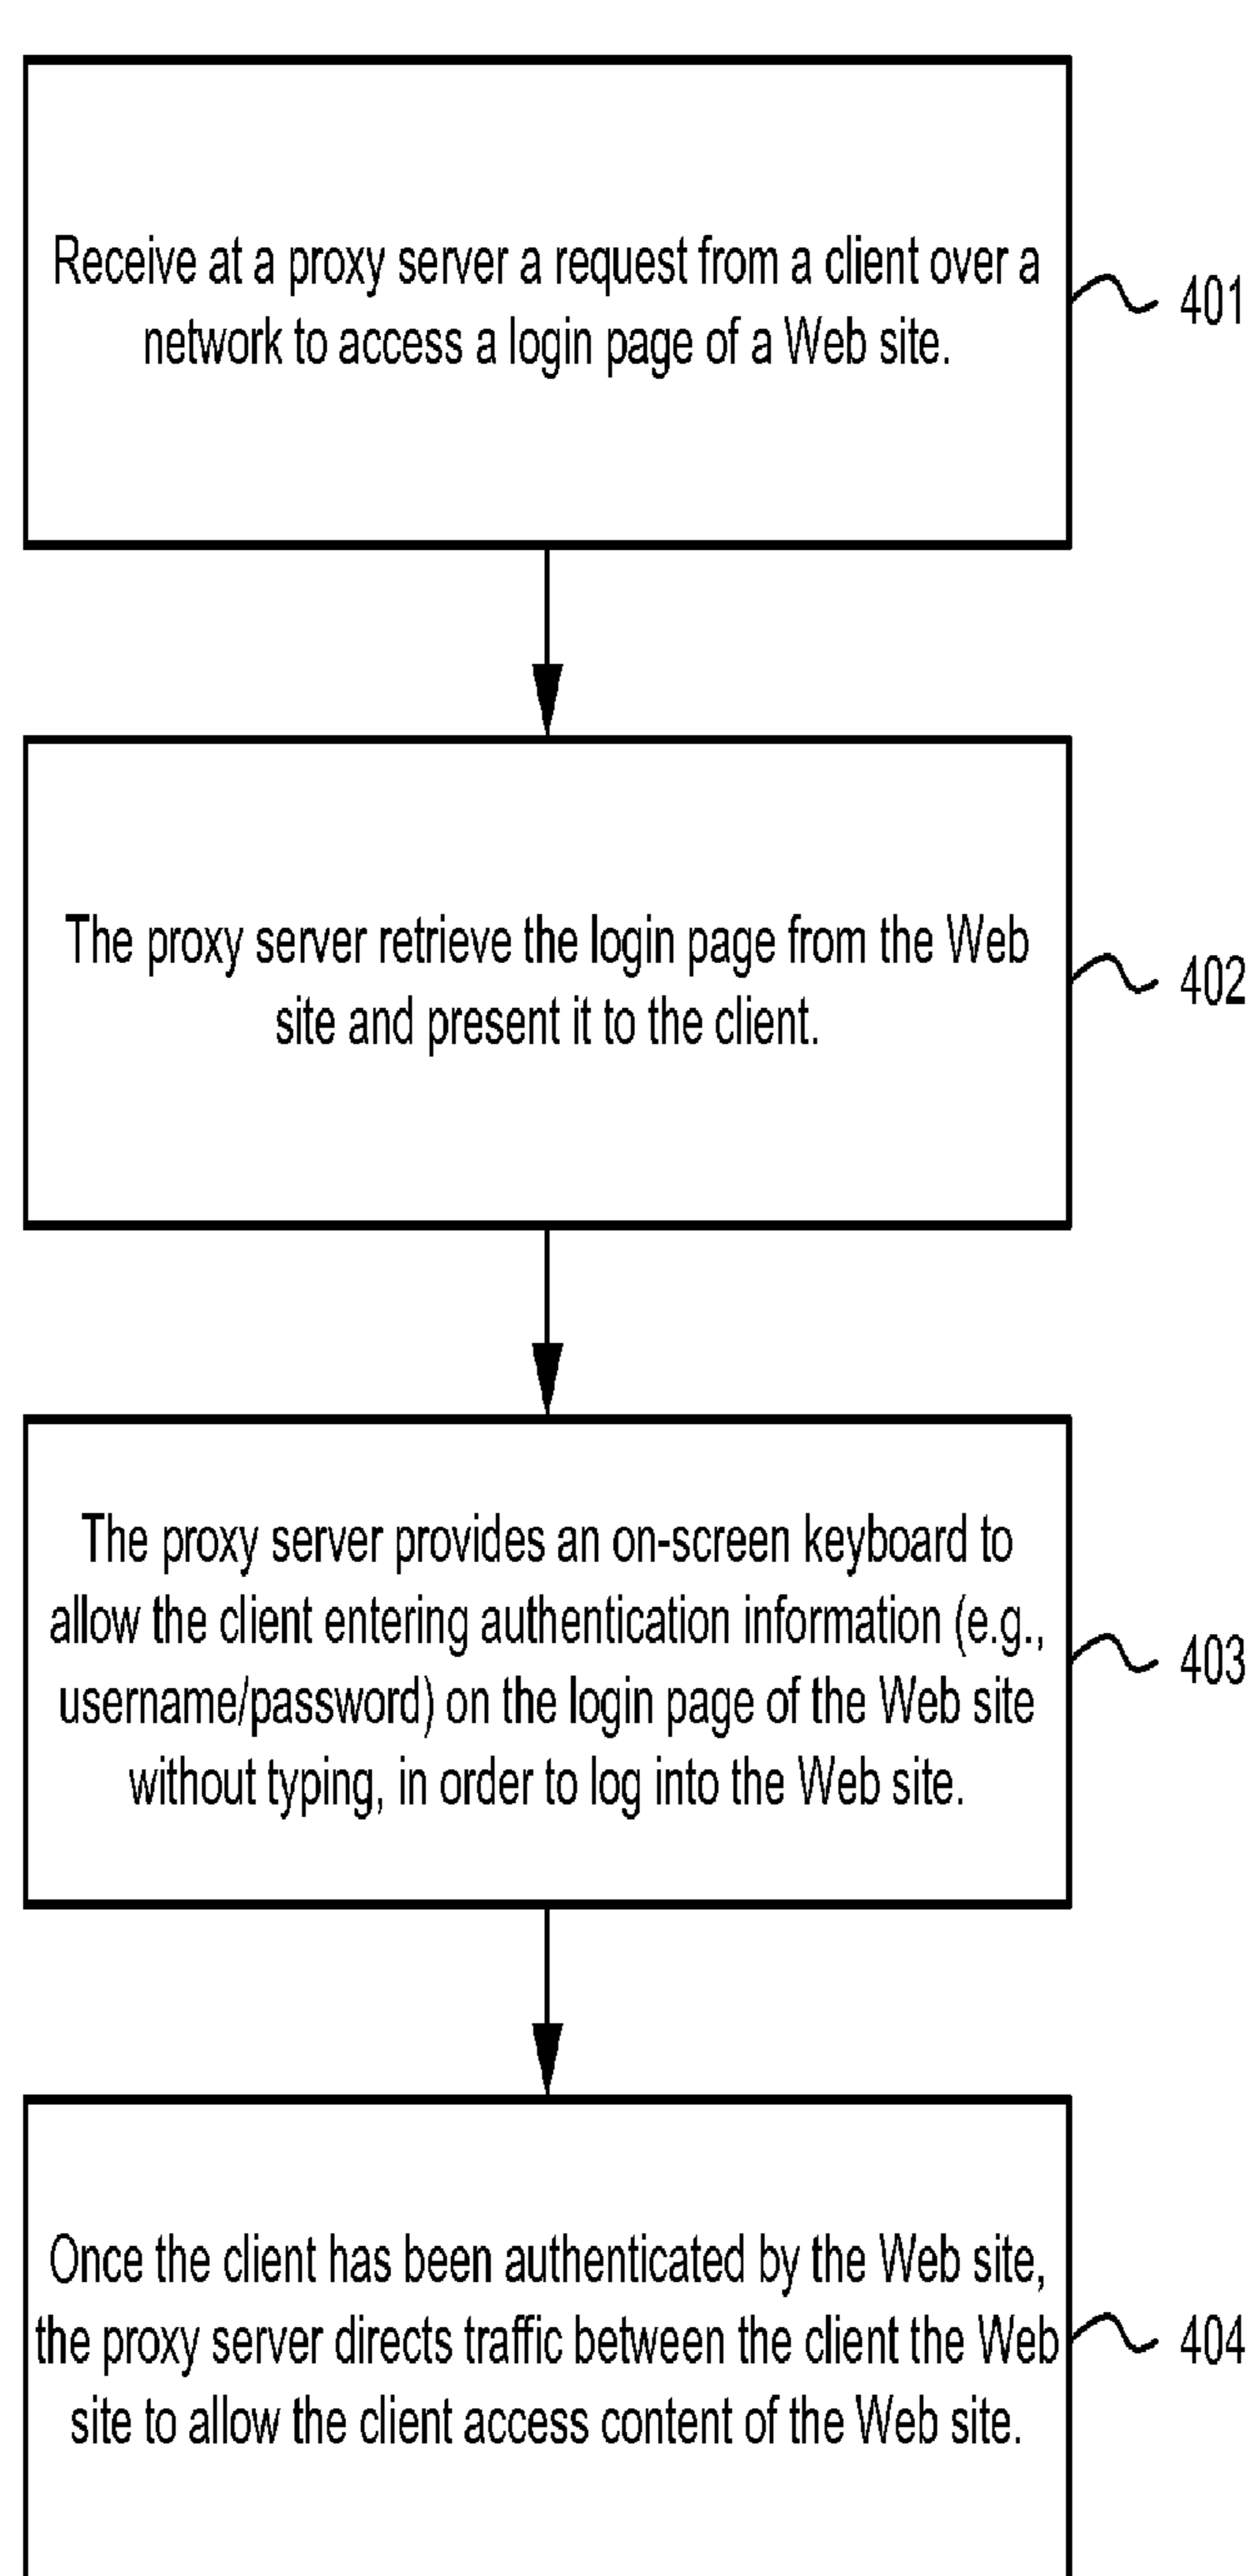 Receive at a proxy server a request from a client over a
network to access a login page of a Web site.
401
The proxy server retrieve the login page from the Web
site and present it to the client.
402
The proxy server provides an on-screen keyboard to
allow the client entering authentication information (e.g.,
username/password) on the login page of the Web site
without typing, in order to log into the Web site.
403
Once the client has been authenticated by the Web site,
the proxy server directs traffic between the client the Web
site to allow the client access content of the Web site.
404